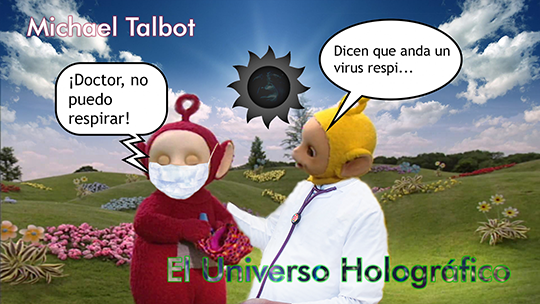 Michael Talbot
Dicen que anda un
virus respi...
¡Doctor, no
puedo
respirar!
El Universo Holográfico